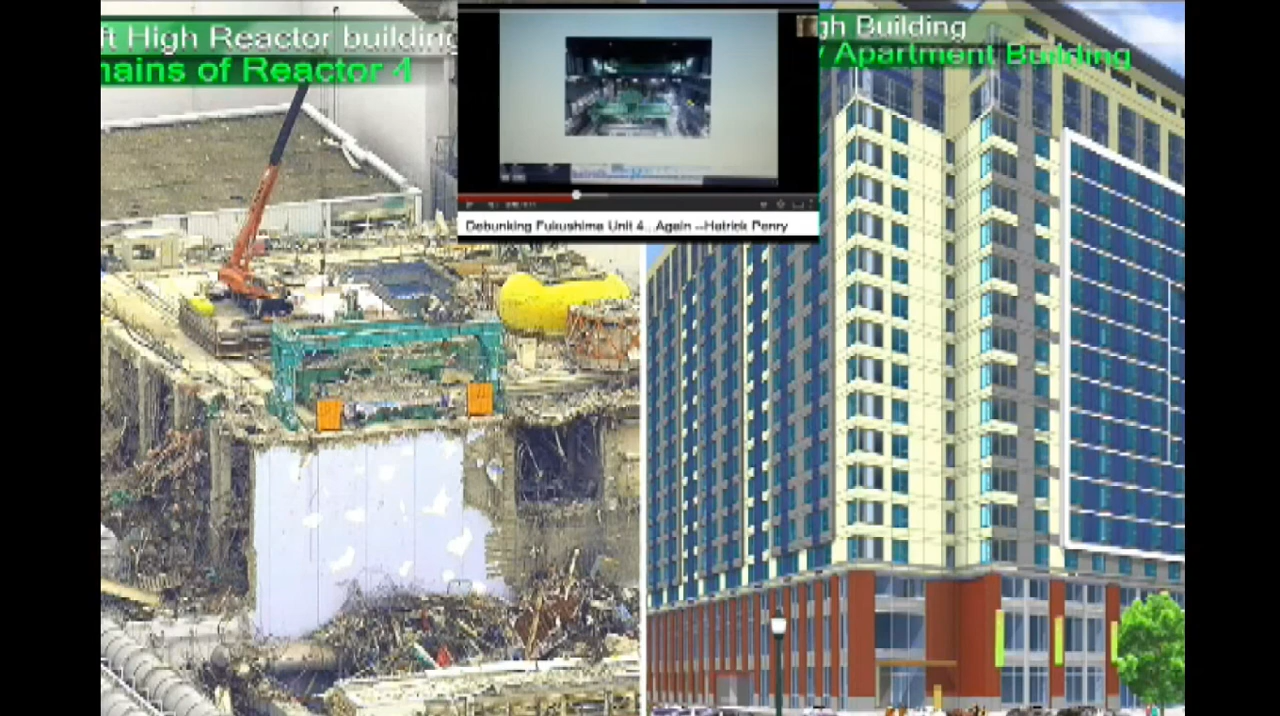 ft High Reactor building
mains of Reactor 4
gh Building
y Apartment Building
Debunking Fukushima Unit 4...Again --Hatrick Penry